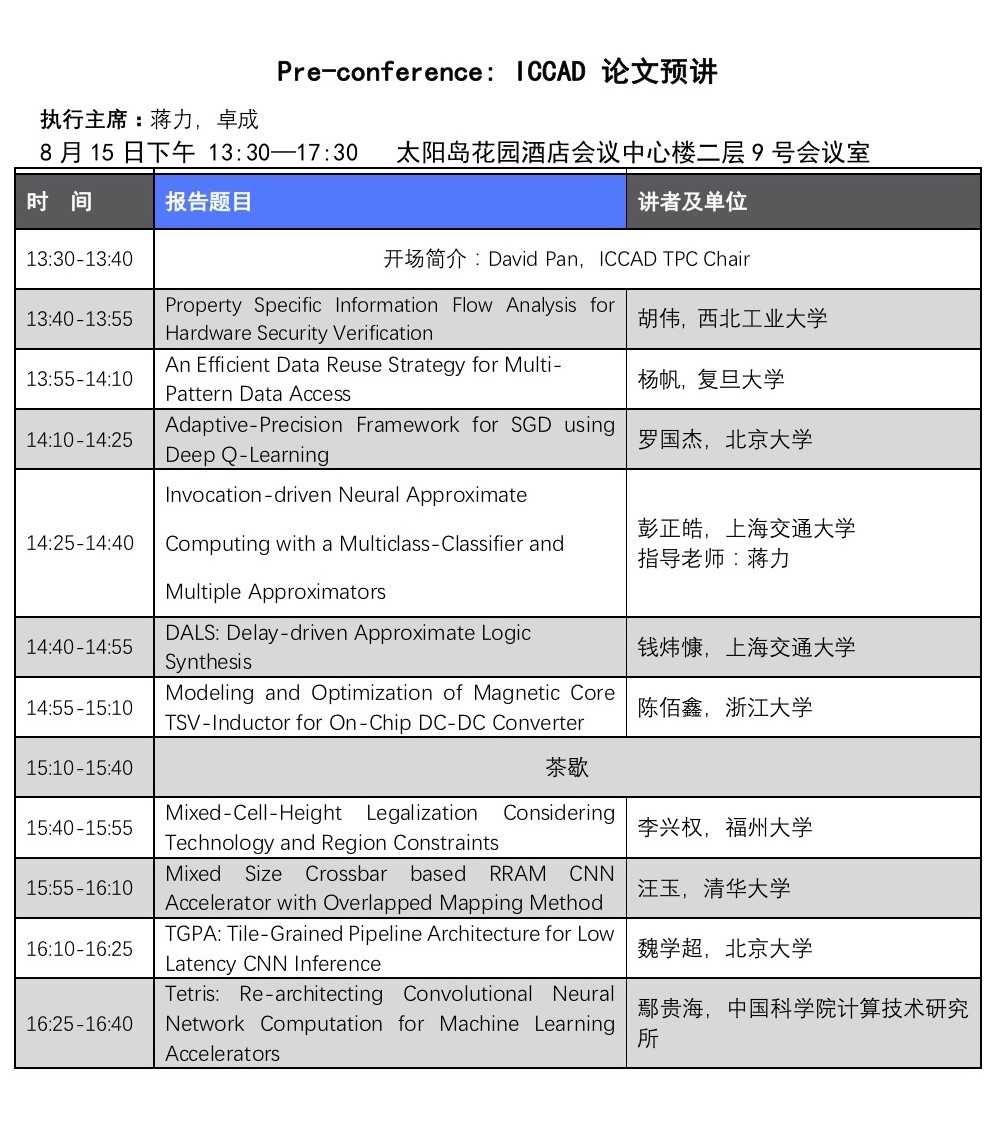 Pre-conference: ICCAD 论文预讲
执行主席：蒋力，卓成
8 月 15 日下午 13:30—17:30 太阳岛花园酒店会议中心楼二层 9 号会议室
时 间 报告题目 讲者及单位
13:30-13:40 开场简介：David Pan，ICCAD TPC Chair
13:40-13:55
Property Specific Information Flow Analysis for
Hardware Security Verification
胡伟, 西北工业大学
13:55-14:10
An Efficient Data Reuse Strategy for Multi-
Pattern Data Access
杨帆, 复旦大学
14:10-14:25
Adaptive-Precision Framework for SGD using
Deep Q-Learning
罗国杰，北京大学
14:25-14:40
Invocation-driven Neural Approximate
Computing with a Multiclass-Classifier and
Multiple Approximators
彭正皓，上海交通大学
指导老师：蒋力
14:40-14:55
DALS: Delay-driven Approximate Logic
Synthesis
钱炜慷，上海交通大学
14:55-15:10
Modeling and Optimization of Magnetic Core
TSV-Inductor for On-Chip DC-DC Converter
陈佰鑫，浙江大学
15:10-15:40 茶歇
15:40-15:55
Mixed-Cell-Height Legalization Considering
Technology and Region Constraints
李兴权，福州大学
15:55-16:10
Mixed Size Crossbar based RRAM CNN
Accelerator with Overlapped Mapping Method
汪玉，清华大学
16:10-16:25
TGPA: Tile-Grained Pipeline Architecture for Low
Latency CNN Inference
魏学超，北京大学
16:25-16:40
Tetris: Re-architecting Convolutional Neural
Network Computation for Machine Learning
Accelerators
鄢贵海，中国科学院计算技术研究
所